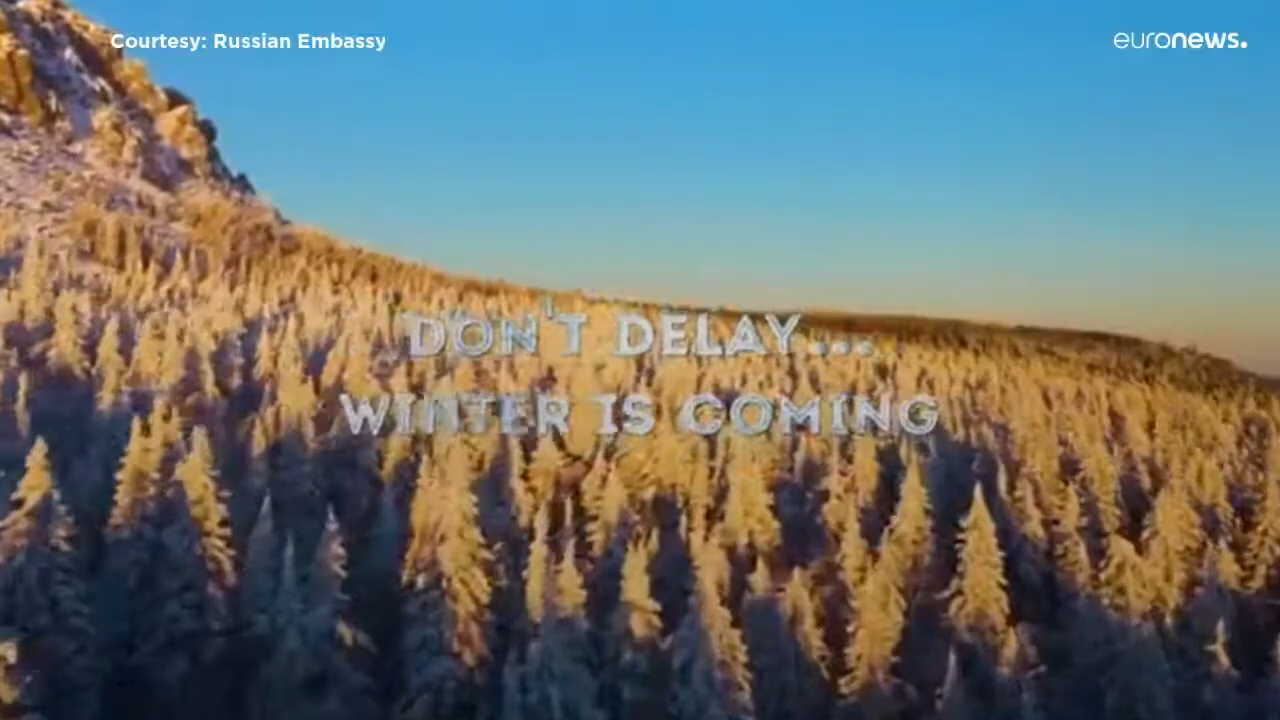 Courtesy: Russian Embassy
euronews.
DON'T DELAY...
WINTER IS COMING